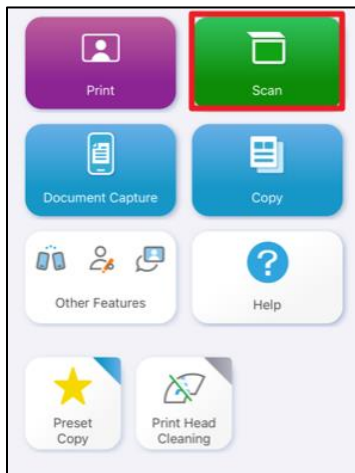 Print
Scan
Document Capture
Copy
Other Features
Help
Preset
Copy
Print Head
Cleaning